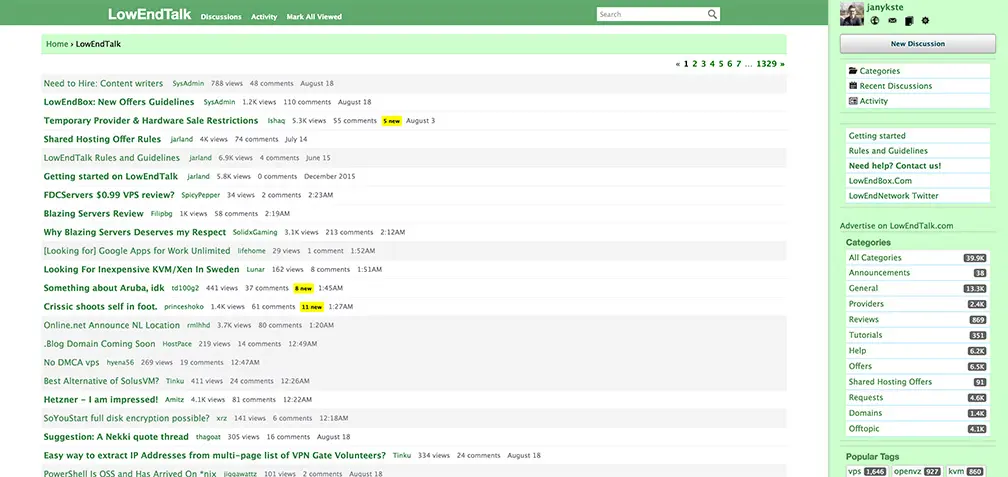 LowEndTalk Discussions Activity Mark All Viewed Search
janykste
New Discussion
Home › LowEndTalk
« 1 2 3 4 5 6 7 … 1329 »
Need to Hire: Content writers SysAdmin 788 views 48 comments August 18
LowEndBox: New Offers Guidelines SysAdmin 1.2K views 110 comments August 18
Temporary Provider & Hardware Sale Restrictions Ishaq 5.3K views 55 comments 5 new August 3
Shared Hosting Offer Rules jarland 4K views 74 comments July 14
LowEndTalk Rules and Guidelines jarland 6.9K views 4 comments June 15
Getting started on LowEndTalk jarland 5.8K views 0 comments December 2015
FDCServers $0.99 VPS review? SpicyPepper 34 views 2 comments 2:23AM
Blazing Servers Review Filipbg 1K views 58 comments 2:19AM
Why Blazing Servers Deserves my Respect SolidxGaming 3.1K views 213 comments 2:12AM
[Looking for] Google Apps for Work Unlimited lifehome 29 views 1 comment 1:52AM
Looking For Inexpensive KVM/Xen In Sweden Lunar 162 views 8 comments 1:51AM
Something about Aruba, idk td100g2 441 views 37 comments 8 new 1:45AM
Crissic shoots self in foot. princeshoko 1.4K views 61 comments 11 new 1:27AM
Online.net Announce NL Location rmlhhd 3.7K views 80 comments 1:20AM
.Blog Domain Coming Soon HostPace 219 views 14 comments 12:49AM
No DMCA vps hyena56 269 views 19 comments 12:47AM
Best Alternative of SolusVM? Tinku 411 views 24 comments 12:26AM
Hetzner - I am impressed! Amitz 4.1K views 81 comments 12:22AM
SoYouStart full disk encryption possible? xrz 141 views 6 comments 12:18AM
Suggestion: A Nekki quote thread thagoat 305 views 16 comments August 18
Easy way to extract IP Addresses from multi-page list of VPN Gate Volunteers? Tinku 334 views 24 comments August 18
PowerShell Is OSS and Has Arrived On *nix jiggawattz 101 views 2 comments August 18
Categories
Recent Discussions
Activity
Getting started
Rules and Guidelines
Need help? Contact us!
LowEndBox.Com
LowEndNetwork Twitter
Advertise on LowEndTalk.com
Categories
All Categories 39.9K
Announcements 38
General 13.3K
Providers 2.4K
Reviews 869
Tutorials 351
Help 6.2K
Offers 6.5K
Shared Hosting Offers 91
Requests 4.6K
Domains 1.4K
Offtopic 4.1K
Popular Tags
vps 1,646 openvz 927 kvm 860